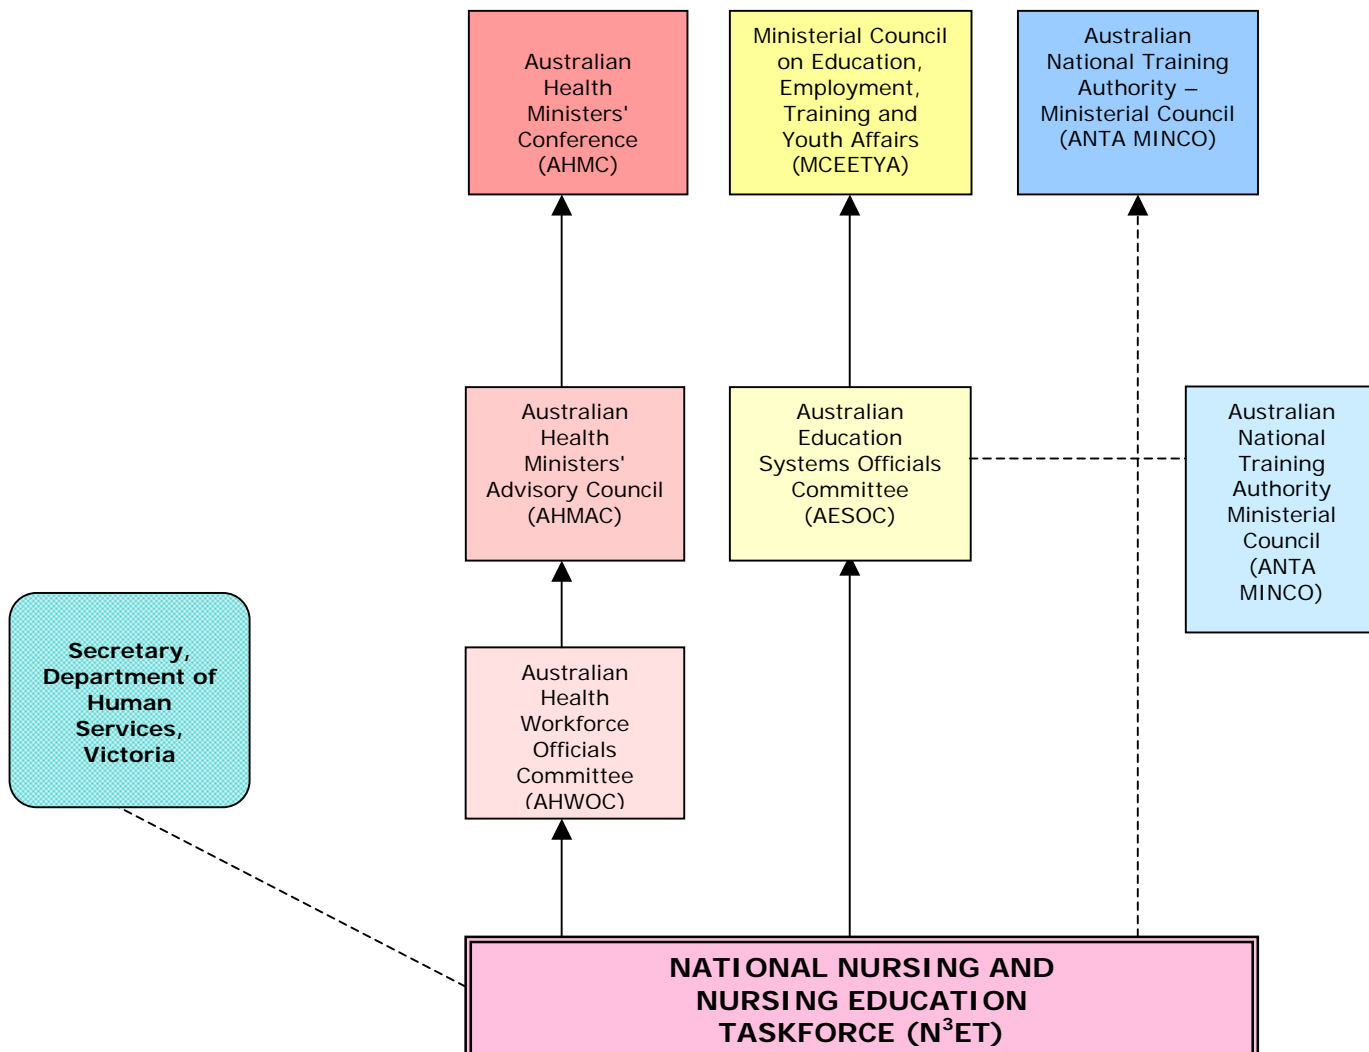 Australian
Health
Ministers'
Conference
(AHMC)
Ministerial Council
on Education,
Employment,
Training and
Youth Affairs
(MCEETYA)
Australian
National Training
Authority –
Ministerial Council
(ANTA MINCO)
Australian
Health
Ministers'
Advisory Council
(AHMAC)
Australian
Education
Systems Officials
Committee
(AESOC)
Australian
National
Training
Authority
Ministerial
Council
(ANTA
MINCO)
Secretary,
Department of
Human
Services,
Victoria
Australian
Health
Workforce
Officials
Committee
(AHWOC)
NATIONAL NURSING AND
NURSING EDUCATION
TASKFORCE (N³ET)